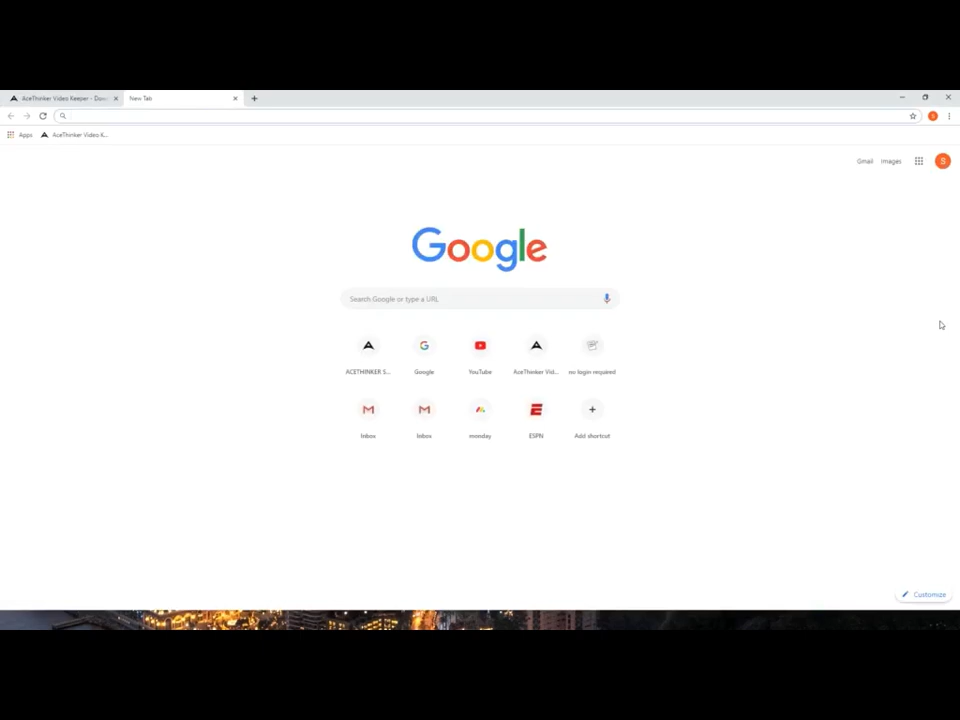 AceThinker Video Keeper - Dow
New Tab
Apps
AceThinker Video K...
Gmail
Images
S
Google
Search Google or type a URL
ACETHINKER S...
Google
YouTube
AceThinker Vid...
no login required
Inbox
Inbox
monday
ESPN
Add shortcut
Customize